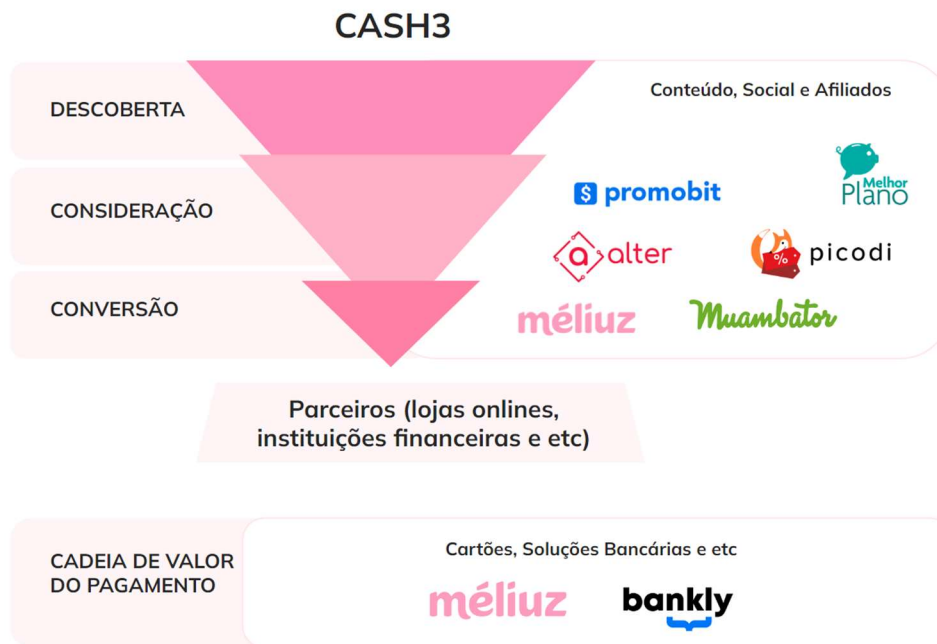 CASH3
DESCOBERTA
Conteúdo, Social e Afiliados
Melhor
Plano
promobit
CONSIDERAÇÃO
alter
%
picodi
CONVERSÃO
méliuz
Muambator
Parceiros (lojas onlines,
instituições financeiras e etc)
CADEIA DE VALOR
DO PAGAMENTO
Cartões, Soluções Bancárias e etc
méliuz
bankly